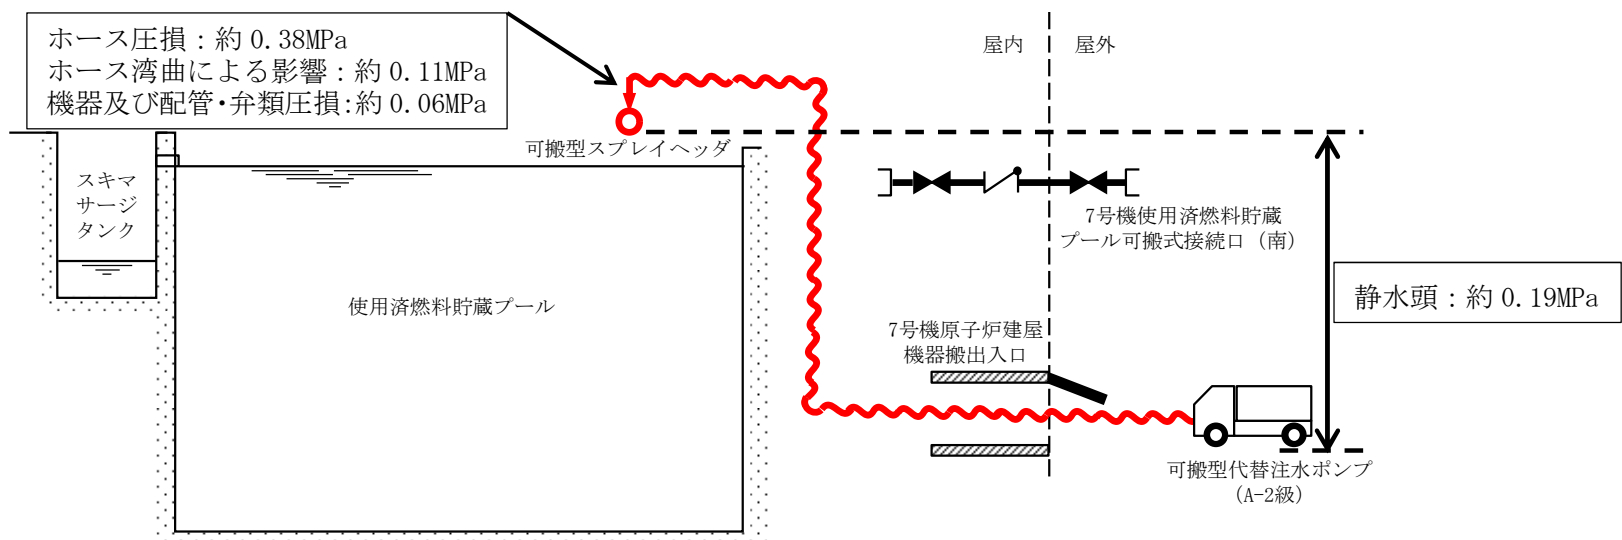 ホース圧損：約 0.38MPa
ホース湾曲による影響：約 0.11MPa
機器及び配管・弁類圧損:約 0.06MPa
屋内
屋外
可搬型スプレイヘッダ
スキマ
サージ
タンク
7号機使用済燃料貯蔵
プール可搬式接続口（南）
静水頭：約 0.19MPa
使用済燃料貯蔵プール
7号機原子炉建屋
機器搬出入口
可搬型代替注水ポンプ
（A-2級）